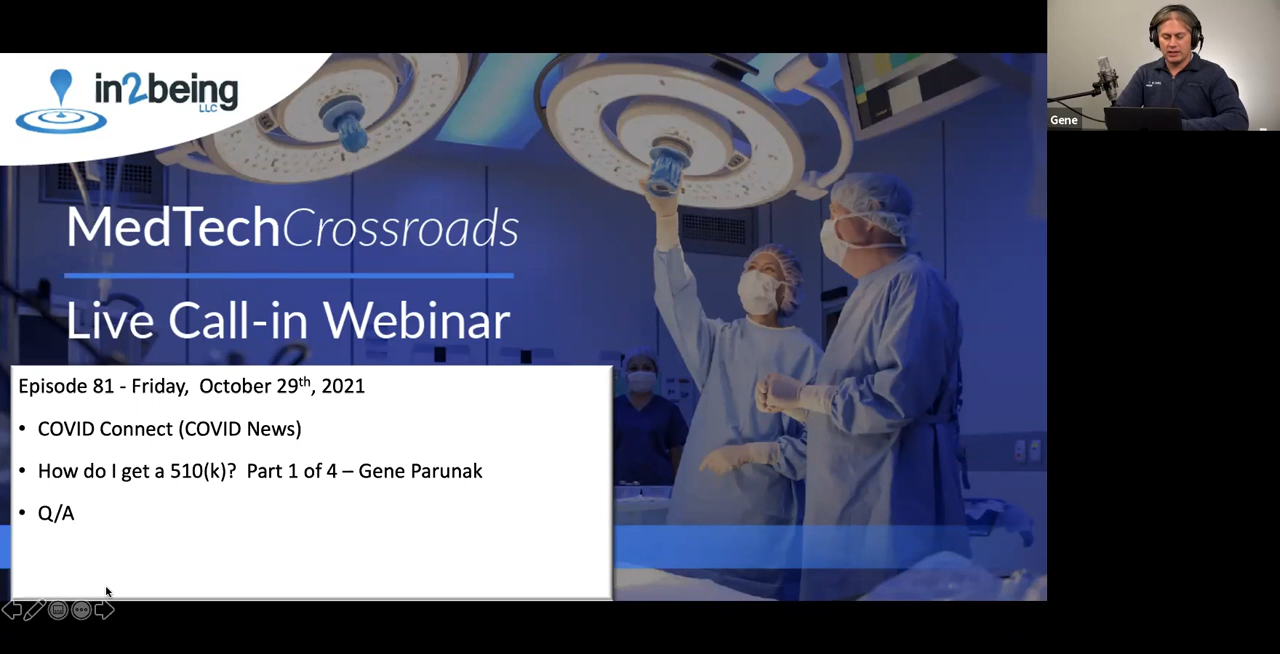 in2being
LLC
Gene
MedTechCrossroads
Live Call-in Webinar
Episode 81 - Friday, October 29th, 2021
• COVID Connect (COVID News)
• How do I get a 510(k)? Part 1 of 4 – Gene Parunak
• Q/A